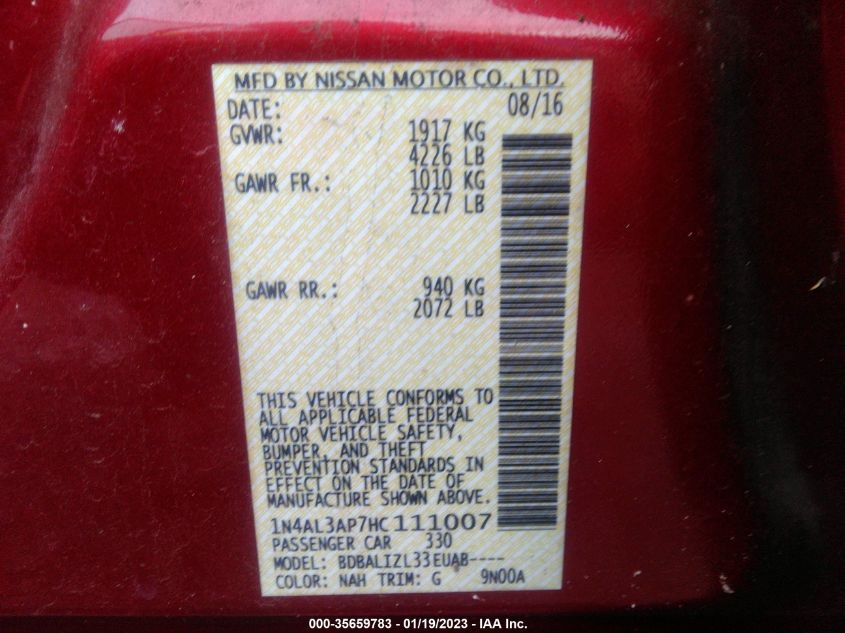 MFD BY NISSAN MOTOR CO., LTD.
DATE: 08/16
GVWR: 1917 KG
4226 LB
GAWR FR.: 1010 KG
2227 LB
GAWR RR.: 940 KG
2072 LB
THIS VEHICLE CONFORMS TO
ALL APPLICABLE FEDERAL
MOTOR VEHICLE SAFETY,
BUMPER, AND THEFT
PREVENTION STANDARDS IN
EFFECT ON THE DATE OF
MANUFACTURE SHOWN ABOVE.
1N4AL3AP7HC111007
PASSENGER CAR 330
MODEL: BDBALIZL33EUAB----
COLOR: NAH TRIM: G 9N00A
000-35659783 - 01/19/2023 - IAA Inc.